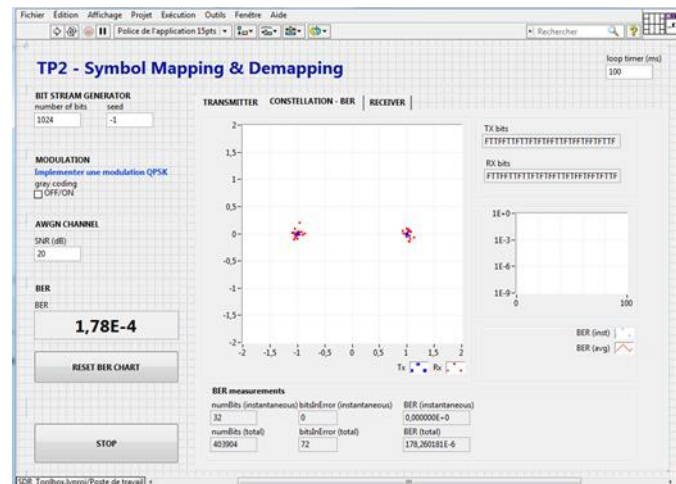 Fichier Édition Affichage Projet Exécution Outils Fenêtre Aide
Police de l'application 15pts
Rechercher
TP2 - Symbol Mapping & Demapping
loop timer (ms)
100
BIT STREAM GENERATOR
number of bits seed
1024 -1
MODULATION
Implementer une modulation QPSK
gray coding
OFF/ON
AWGN CHANNEL
SNR (dB)
20
BER
BER
1,78E-4
RESET BER CHART
STOP
TRANSMITTER CONSTELLATION - BER RECEIVER
2
1,5
1
0,5
0
-0,5
-1
-1,5
-2
-2 -1,5 -1 -0,5 0 0,5 1 1,5 2
Tx Rx
TX bits
RX bits
1E+0
1E-3
1E-6
1E-9
0 100
BER (inst)
BER (avg)
BER measurements
numBits (instantaneous) bitsInError (instantaneous) BER (instantaneous)
32 0 0,000000E+0
numBits (total) bitsInError (total) BER (total)
403904 72 178,260181E-6
SDR_Toolbox.lvproj/Poste de travail